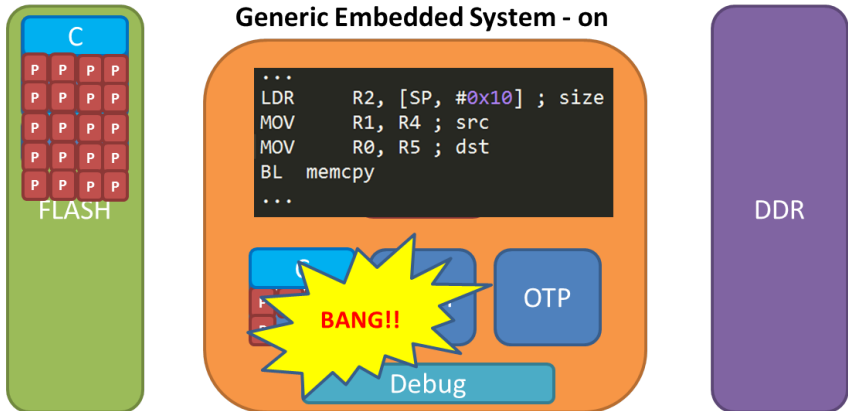 Generic Embedded System - on
C
P P P P
P P P P
P P P P
P P P P
P P P P
FLASH
...
LDR R2, [SP, #0x10] ; size
MOV R1, R4 ; src
MOV R0, R5 ; dst
BL memcpy
...
DDR
BANG!!
OTP
Debug